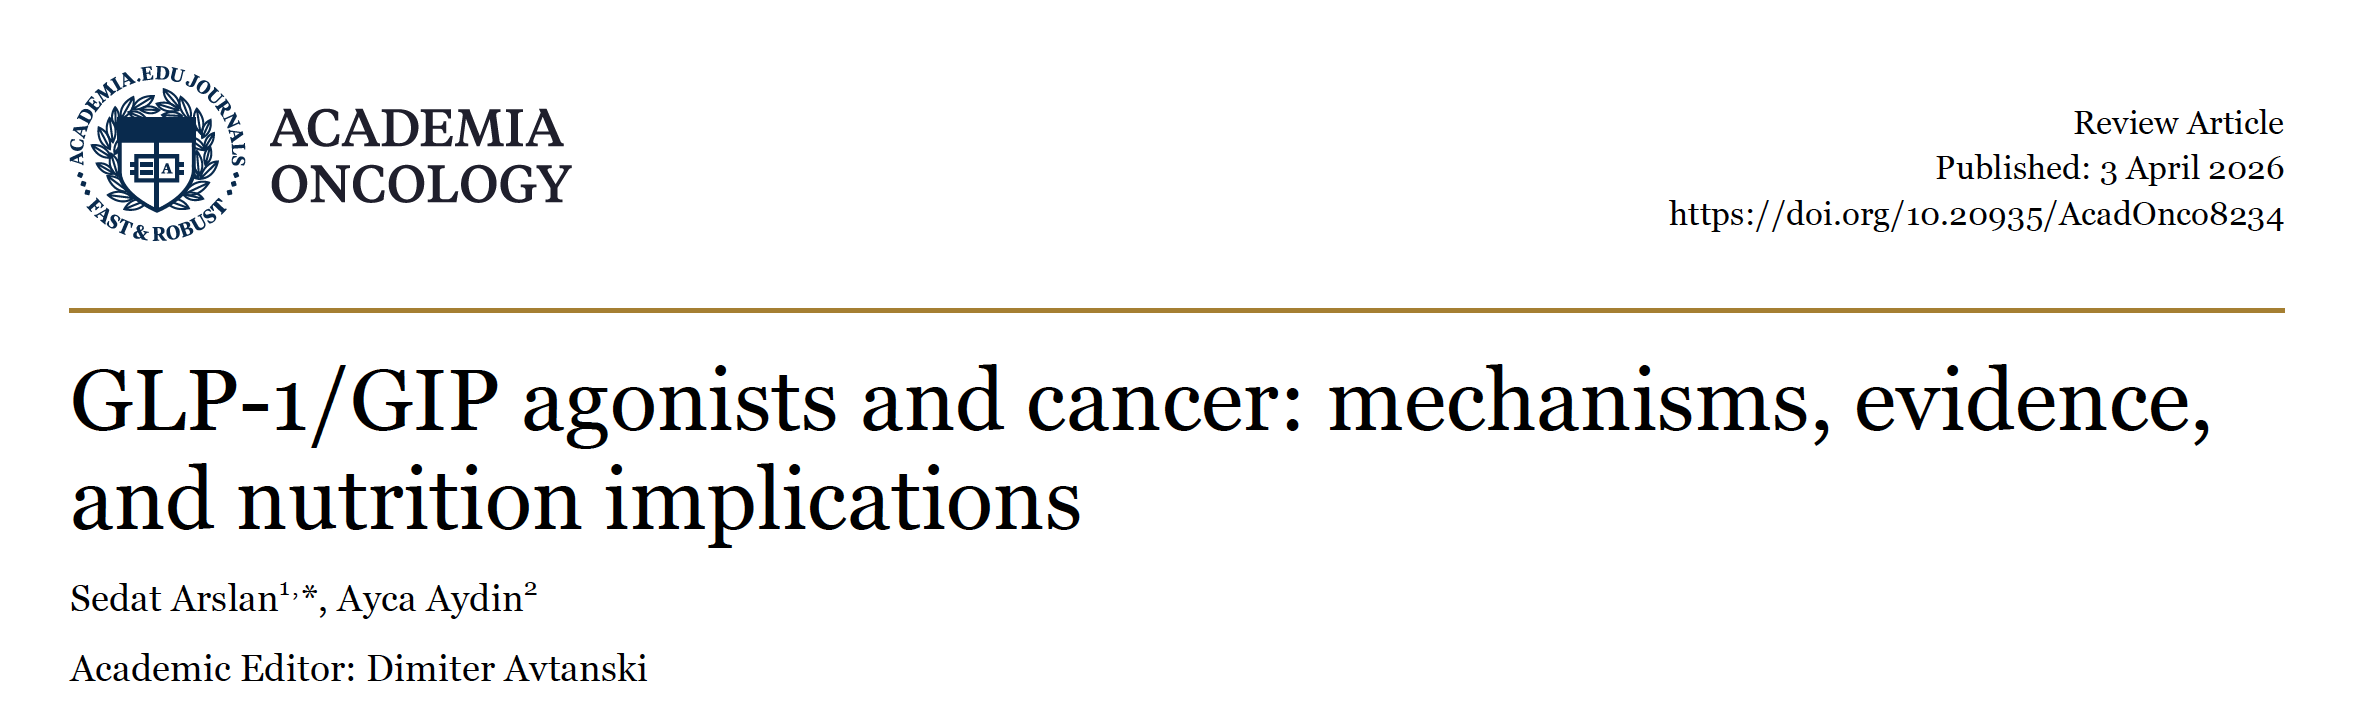 ACADEMIA.EDU JOURNALS
FAST & ROBUST
A
ACADEMIA
ONCOLOGY
Review Article
Published: 3 April 2026
https://doi.org/10.20935/AcadOnco8234
GLP-1/GIP agonists and cancer: mechanisms, evidence,
and nutrition implications
Sedat Arslan1,*, Ayca Aydin2
Academic Editor: Dimiter Avtanski